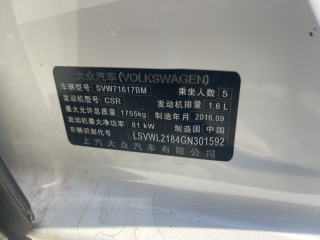 大众汽车(VOLKSWAGEN)
车辆型号 SVW71617BM 乘坐人数 5
发动机型号 CSR 发动机排量 1.6 L
最大允许总质量 1755kg 制造年月 2016.09
发动机最大净功率 81 kW 制造国 中国
车辆识别代号 LSVWL2184GN301592
上汽大众汽车有限公司